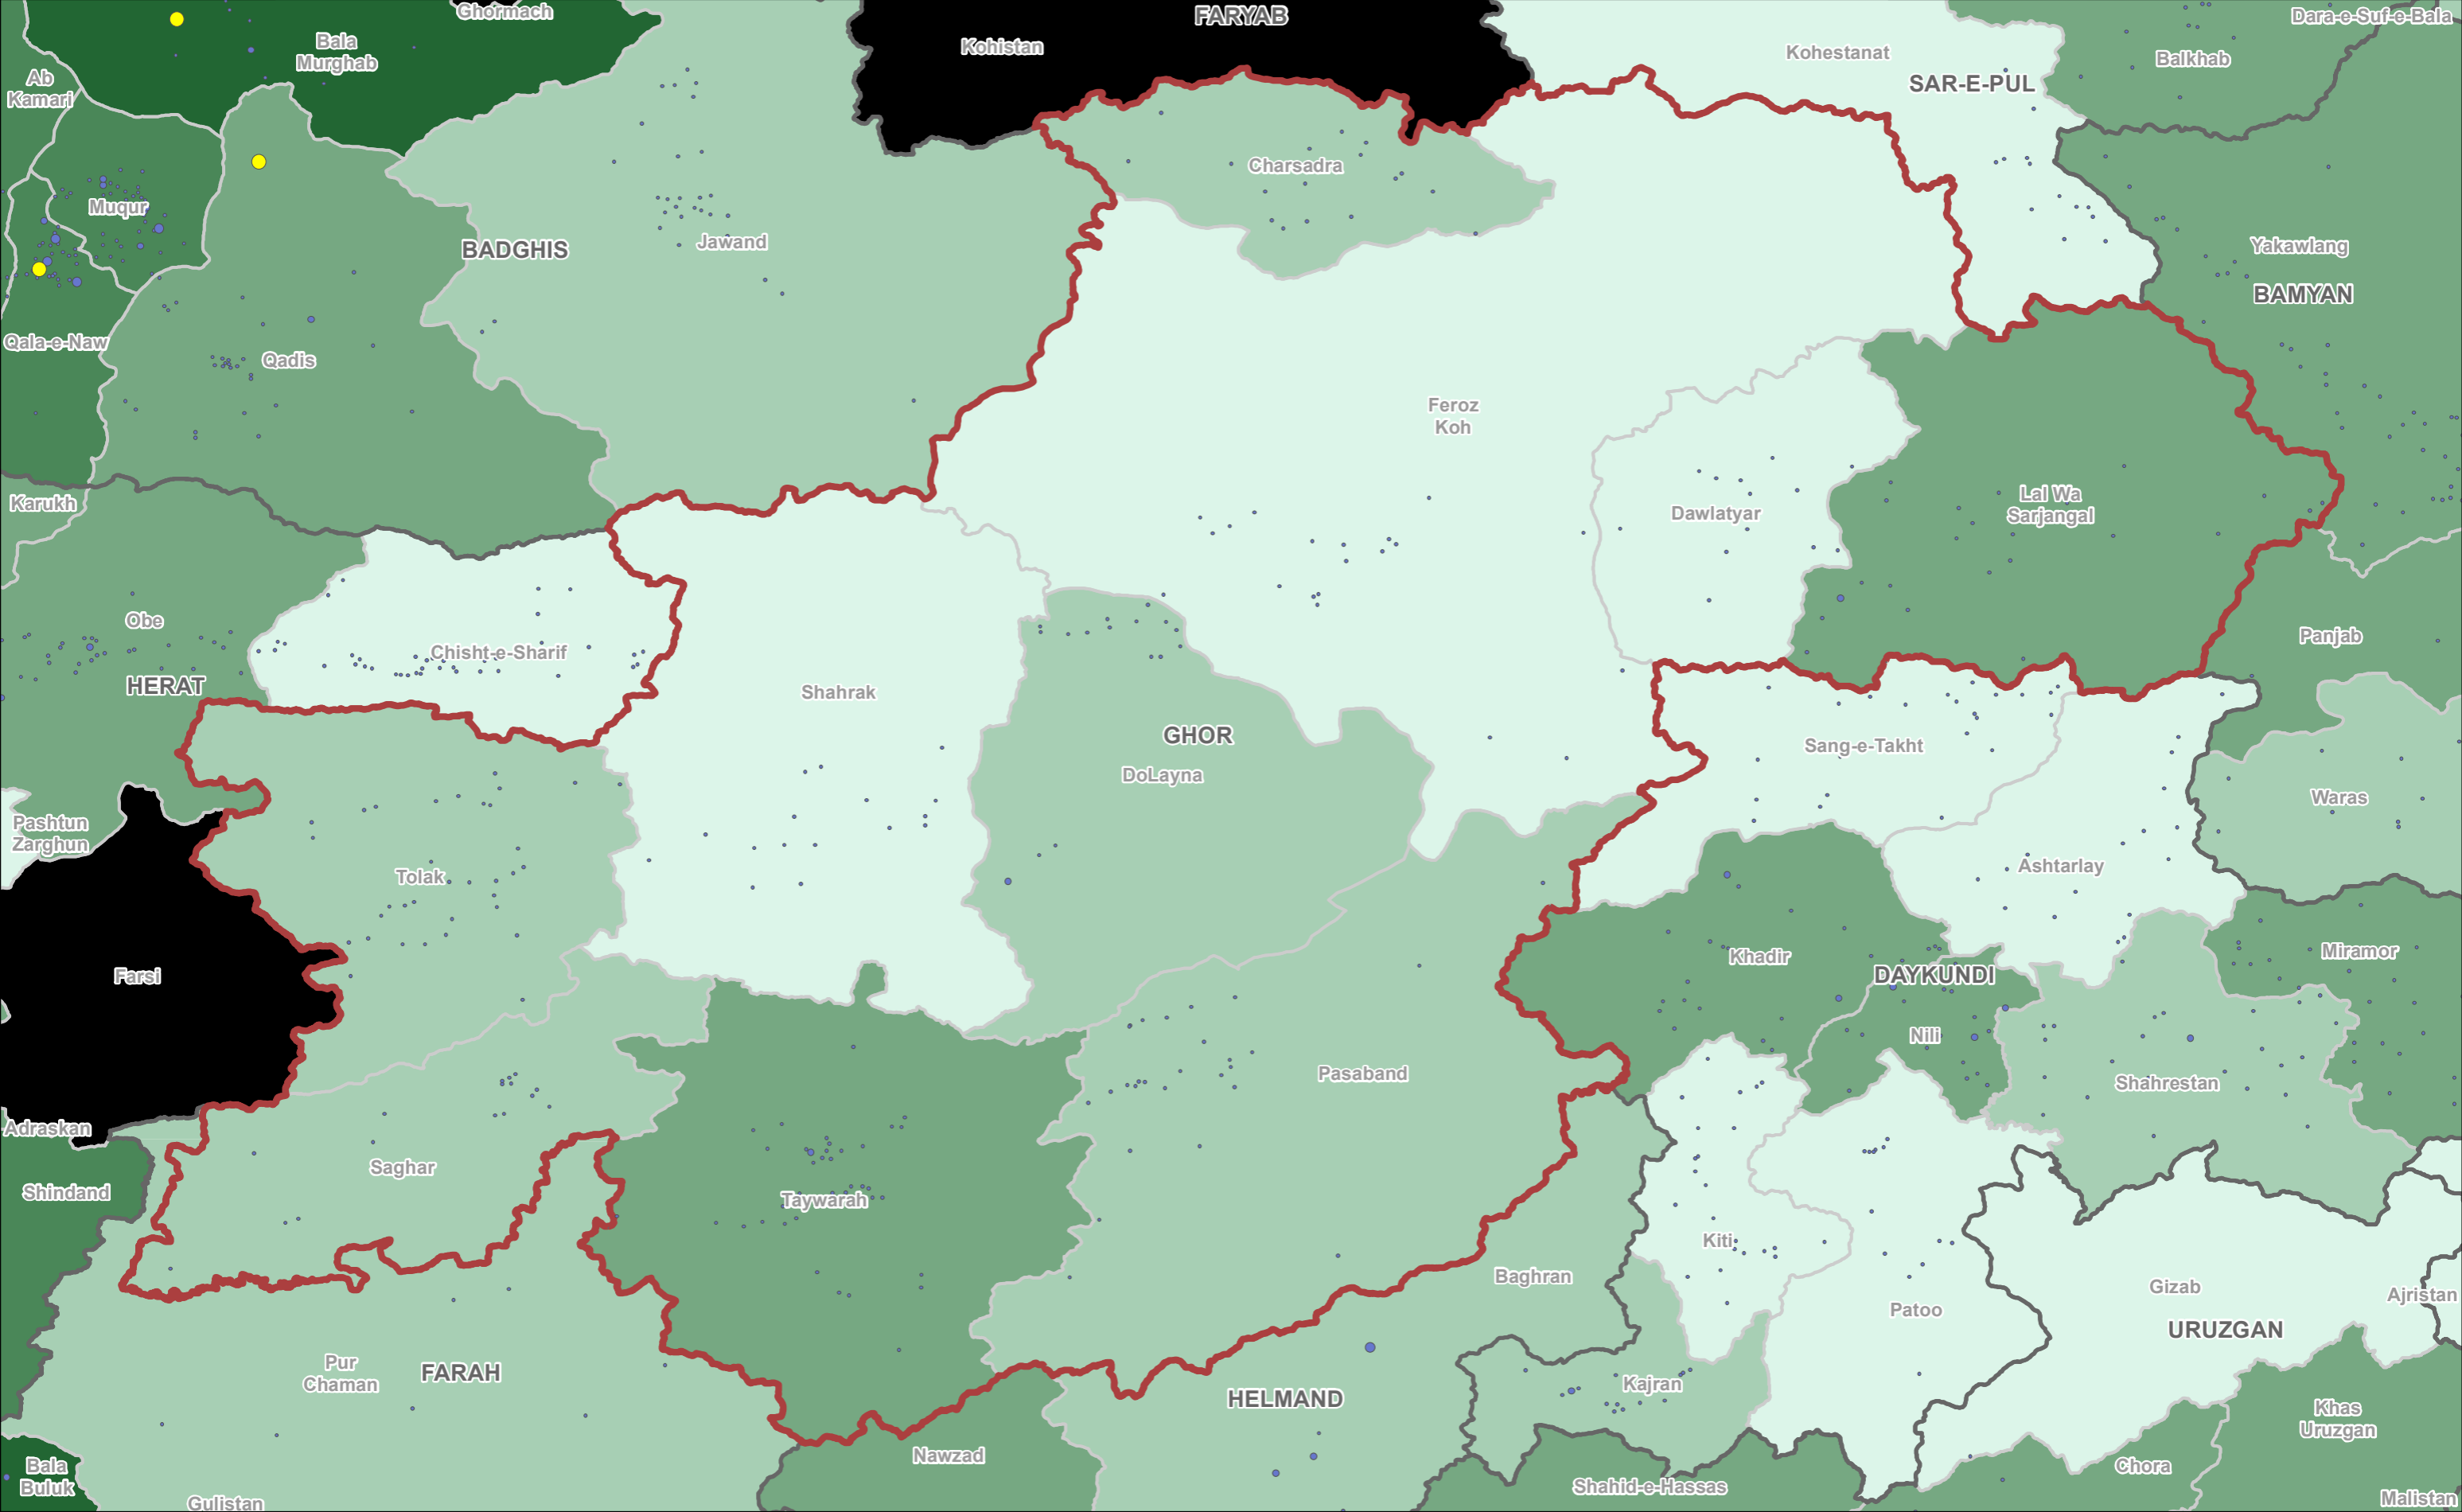 Ghormach
FARYAB
Dara-e-Suf-e-Bala
Bala
Murghab
Kohistan
Kohestanat
Balkhab
Ab
Kamari
SAR-E-PUL
Charsadra
Muqur
BADGHIS
Jawand
Yakawlang
BAMYAN
Qala-e-Naw
Qadis
Feroz
Koh
Karukh
Dawlatyar
Lal Wa
Sarjangal
Obe
Panjab
Chisht-e-Sharif
HERAT
Shahrak
GHOR
DoLayna
Sang-e-Takht
Waras
Pashtun
Zarghun
Tolak
Ashtarlay
Farsi
Khadir
DAYKUNDI
Miramor
Nili
Pasaband
Shahrestan
Adraskan
Saghar
Shindand
Taywarah
Kiti
Baghran
Gizab
Ajristan
Patoo
URUZGAN
Pur
Chaman
FARAH
HELMAND
Kajran
Khas
Uruzgan
Nawzad
Bala
Buluk
Chora
Shahid-e-Hassas
Gulistan
Malistan